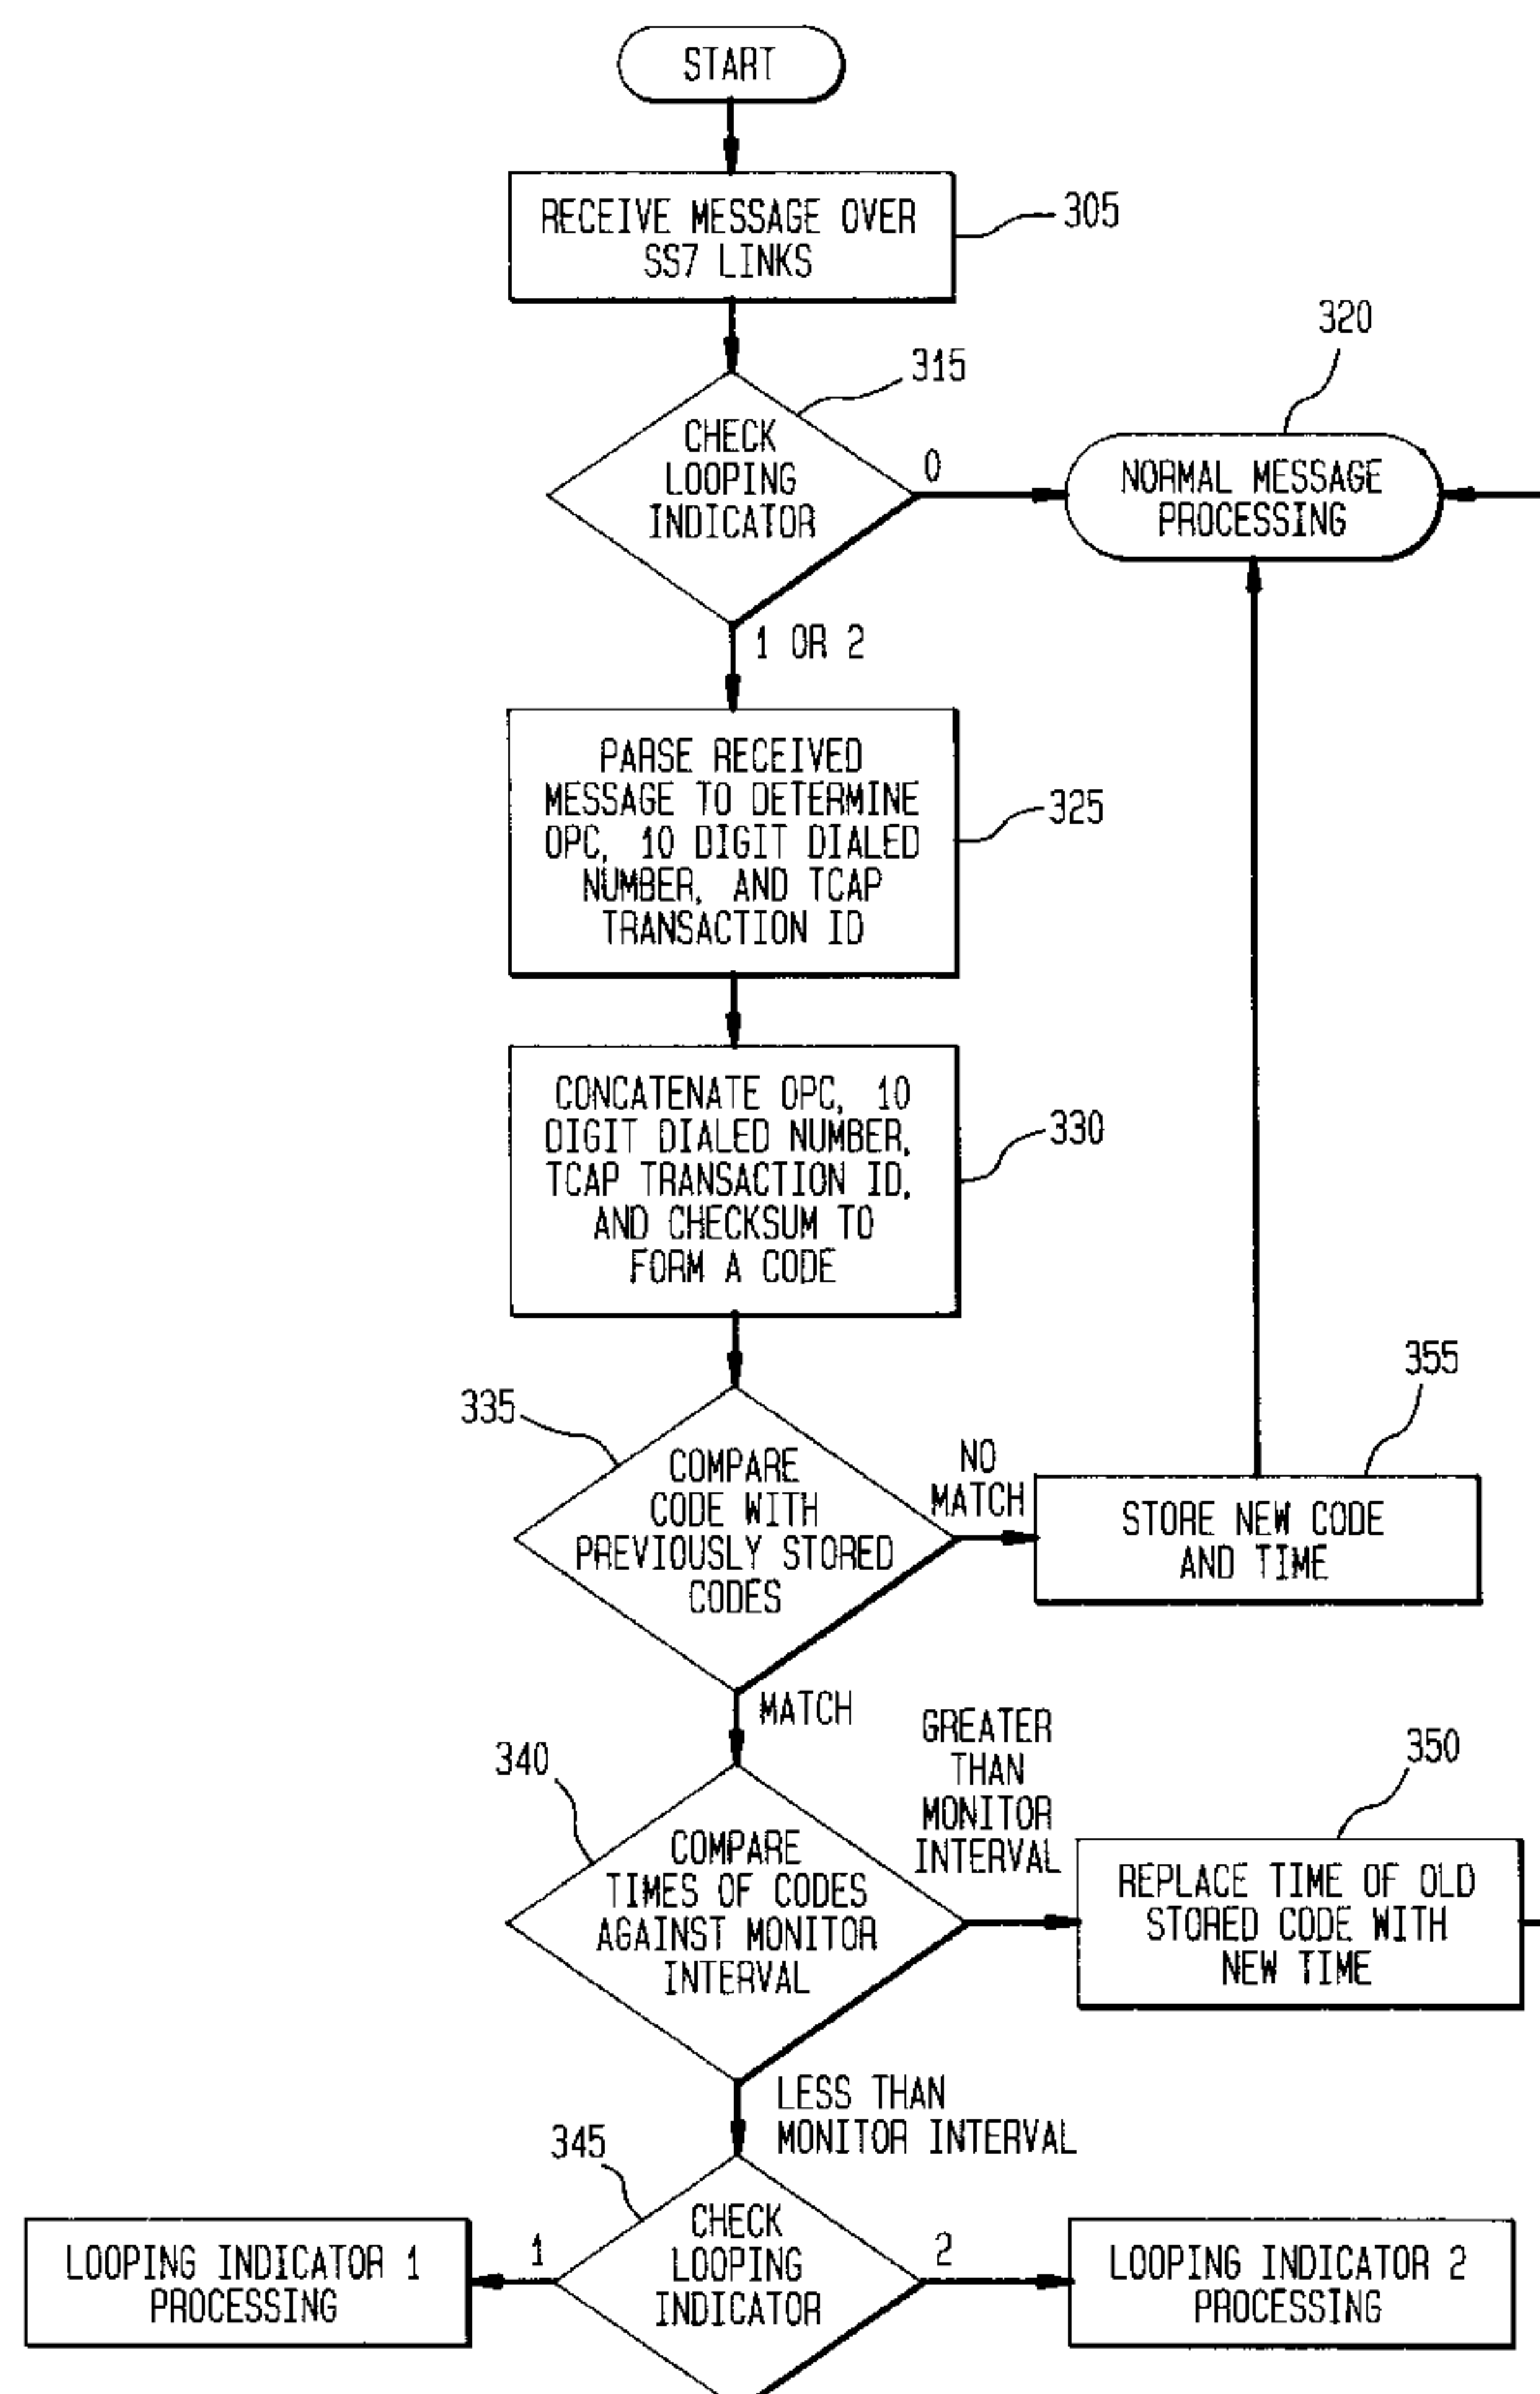 START
RECEIVE MESSAGE OVER
SS7 LINKS
305
315
CHECK
LOOPING
INDICATOR
0
320
NORMAL MESSAGE
PROCESSING
1 OR 2
PARSE RECEIVED
MESSAGE TO DETERMINE
OPC, 10 DIGIT DIALED
NUMBER, AND TCAP
TRANSACTION ID
325
CONCATENATE OPC, 10
DIGIT DIALED NUMBER,
TCAP TRANSACTION ID,
AND CHECKSUM TO
FORM A CODE
330
335
COMPARE
CODE WITH
PREVIOUSLY STORED
CODES
NO
MATCH
355
STORE NEW CODE
AND TIME
MATCH
340
COMPARE
TIMES OF CODES
AGAINST MONITOR
INTERVAL
GREATER
THAN
MONITOR
INTERVAL
350
REPLACE TIME OF OLD
STORED CODE WITH
NEW TIME
LESS THAN
MONITOR INTERVAL
345
CHECK
LOOPING
INDICATOR
1
LOOPING INDICATOR 1
PROCESSING
2
LOOPING INDICATOR 2
PROCESSING